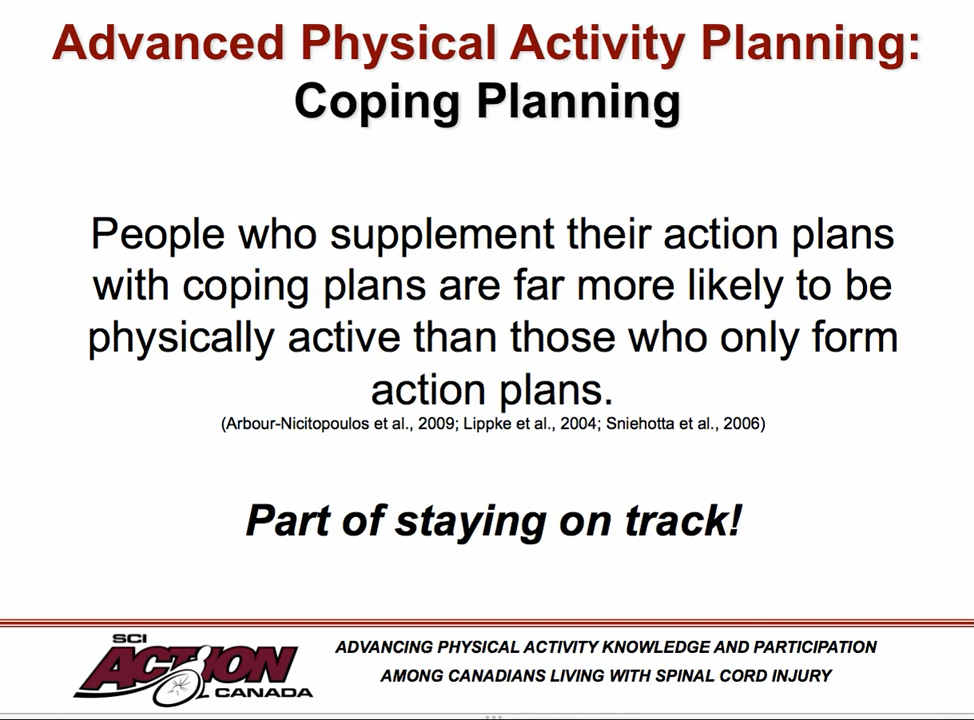 Advanced Physical Activity Planning:
Coping Planning
People who supplement their action plans
with coping plans are far more likely to be
physically active than those who only form
action plans.
(Arbour-Nicitopoulos et al., 2009; Lippke et al., 2004; Sniehotta et al., 2006)
Part of staying on track!
SCI
ACTION
CANADA
ADVANCING PHYSICAL ACTIVITY KNOWLEDGE AND PARTICIPATION
AMONG CANADIANS LIVING WITH SPINAL CORD INJURY